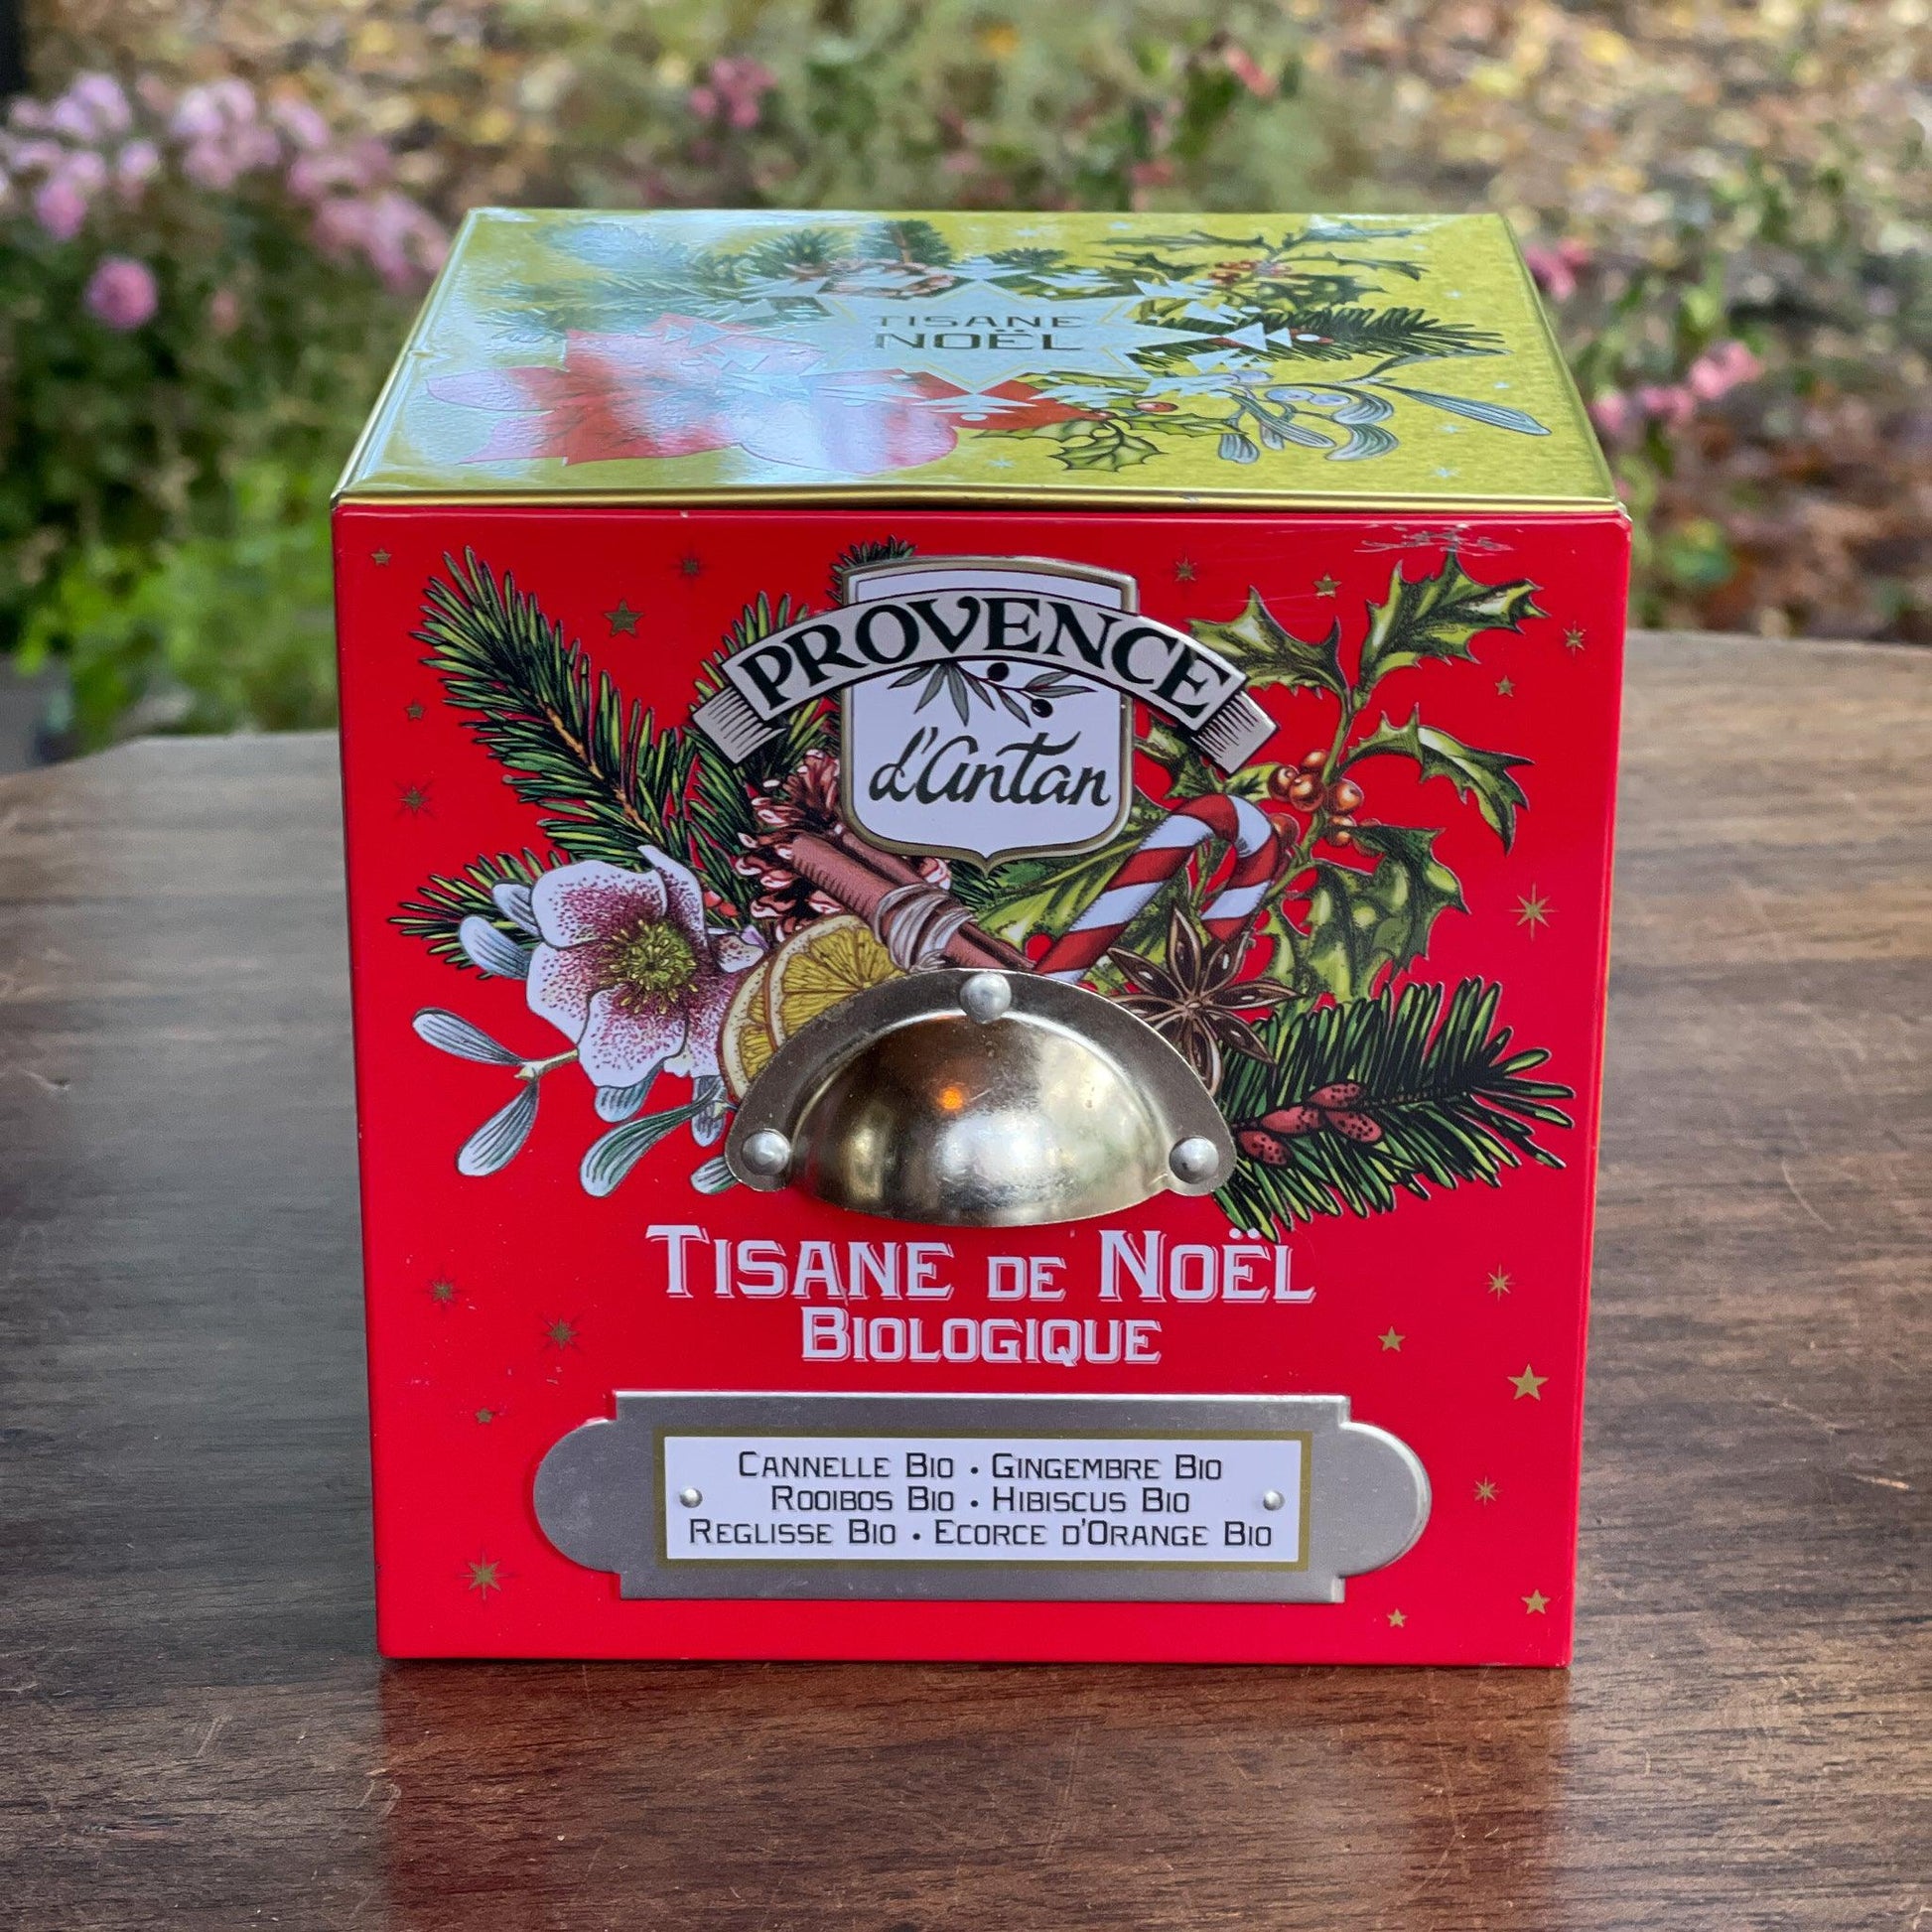 TISANE
NOËL
PROVENCE
d'Antan
TISANE DE NOËL
BIOLOGIQUE
CANNELLE BIO • GINGEMBRE BIO
ROOIBOS BIO • HIBISCUS BIO
REGLISSE BIO • ECORCE D'ORANGE BIO